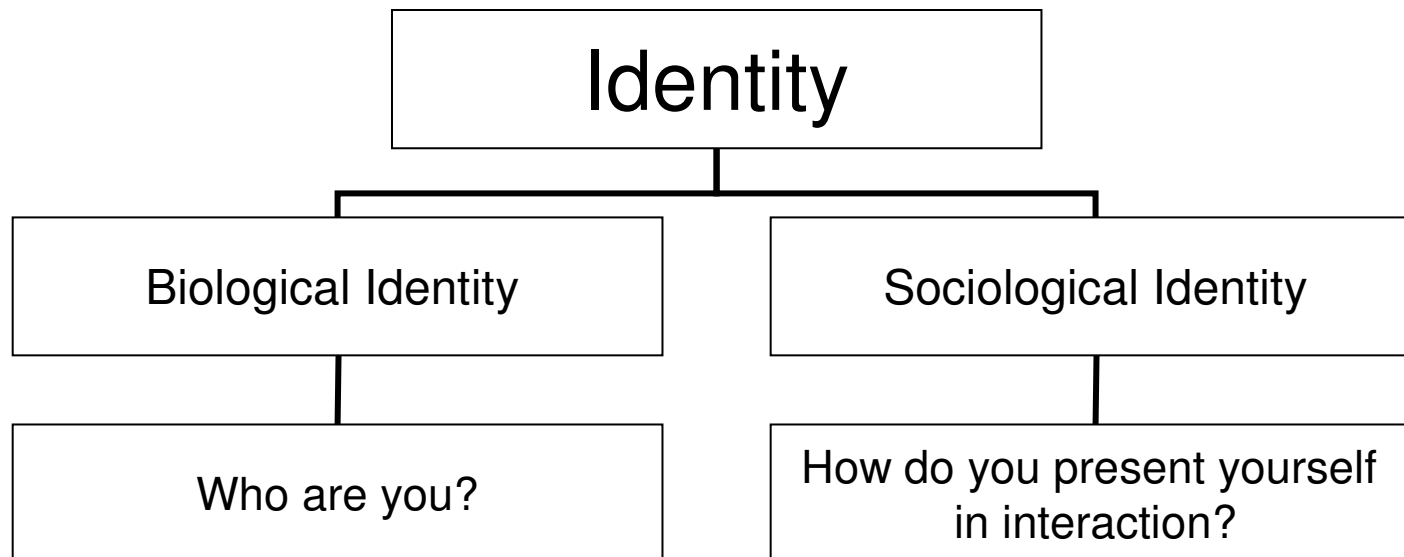 Identity
Biological Identity
Sociological Identity
Who are you?
How do you present yourself
in interaction?